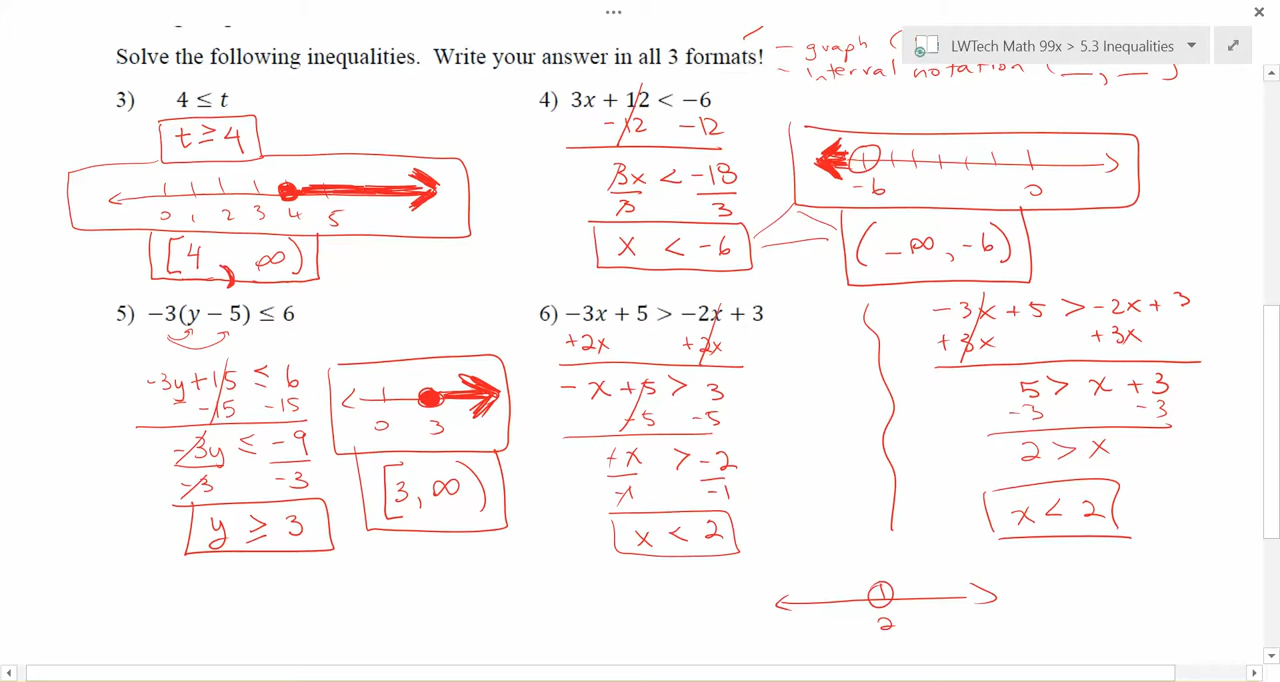 Solve the following inequalities. Write your answer in all 3 formats!
- graph (
- interval notation ( __, __ ]
LWTech Math 99x > 5.3 Inequalities
3) 4 ≤ t
t ≥ 4
0 1 2 3 4 5
[4, ∞)
4) 3x + 12 < −6
-12 -12
3x < -18
3 3
x < -6
-6 0
(-∞, -6)
5) −3(y − 5) ≤ 6
-3y + 15 ≤ 6
-15 -15
-3y ≤ -9
-3 -3
y ≥ 3
0 3
[3, ∞)
6) −3x + 5 > −2x + 3
+2x +2x
-x + 5 > 3
-5 -5
-x > -2
-1 -1
x < 2
-3x + 5 > -2x + 3
+3x +3x
5 > x + 3
-3 -3
2 > x
x < 2
2